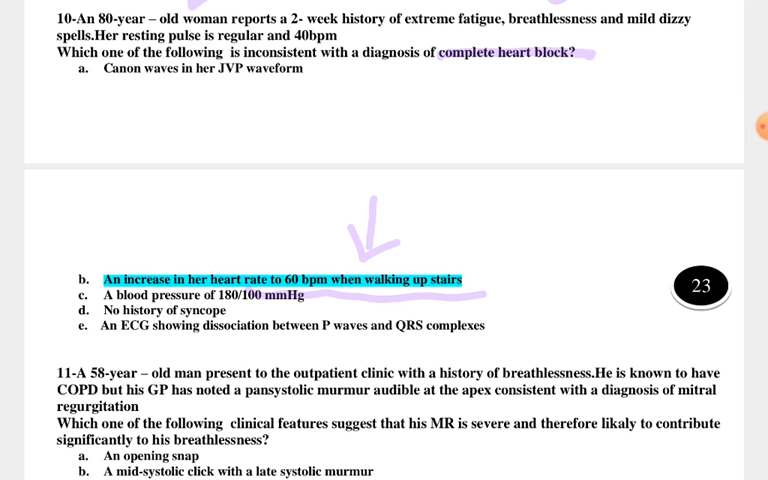 10-An 80-year – old woman reports a 2- week history of extreme fatigue, breathlessness and mild dizzy
spells.Her resting pulse is regular and 40bpm
Which one of the following  is inconsistent with a diagnosis of complete heart block?
a. Canon waves in her JVP waveform
b. An increase in her heart rate to 60 bpm when walking up stairs
c. A blood pressure of 180/100 mmHg
d. No history of syncope
e. An ECG showing dissociation between P waves and QRS complexes
23
11-A 58-year – old man present to the outpatient clinic with a history of breathlessness.He is known to have
COPD but his GP has noted a pansystolic murmur audible at the apex consistent with a diagnosis of mitral
regurgitation
Which one of the following  clinical features suggest that his MR is severe and therefore likaly to contribute
significantly to his breathlessness?
a. An opening snap
b. A mid-systolic click with a late systolic murmur